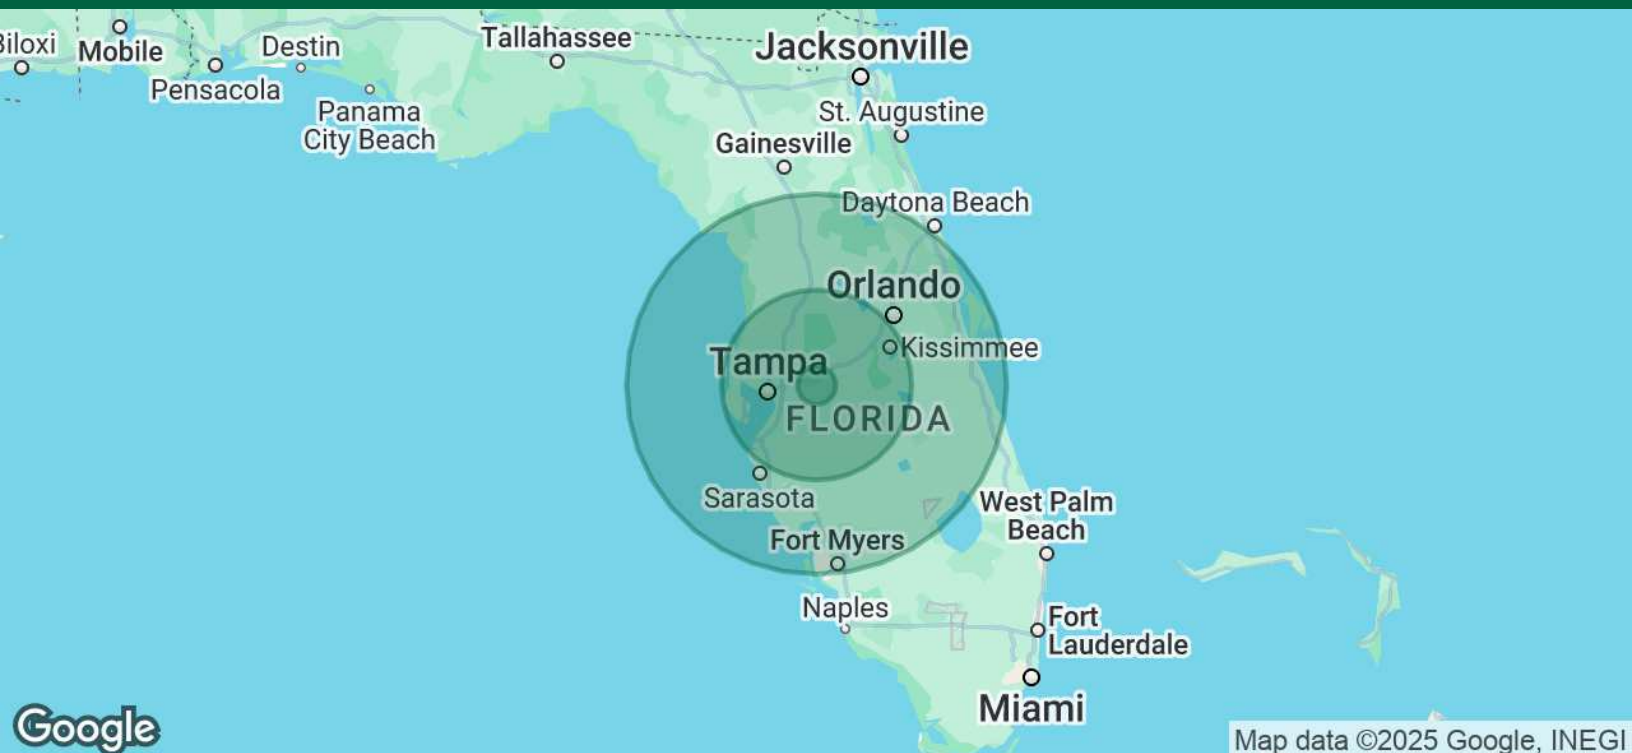 Biloxi
Mobile
Destin
Tallahassee
Jacksonville
Pensacola
Panama
City Beach
St. Augustine
Gainesville
Daytona Beach
Orlando
Kissimmee
Tampa
FLORIDA
Sarasota
West Palm
Beach
Fort Myers
Naples
Fort
Lauderdale
Miami
Google
Map data ©2025 Google, INEGI